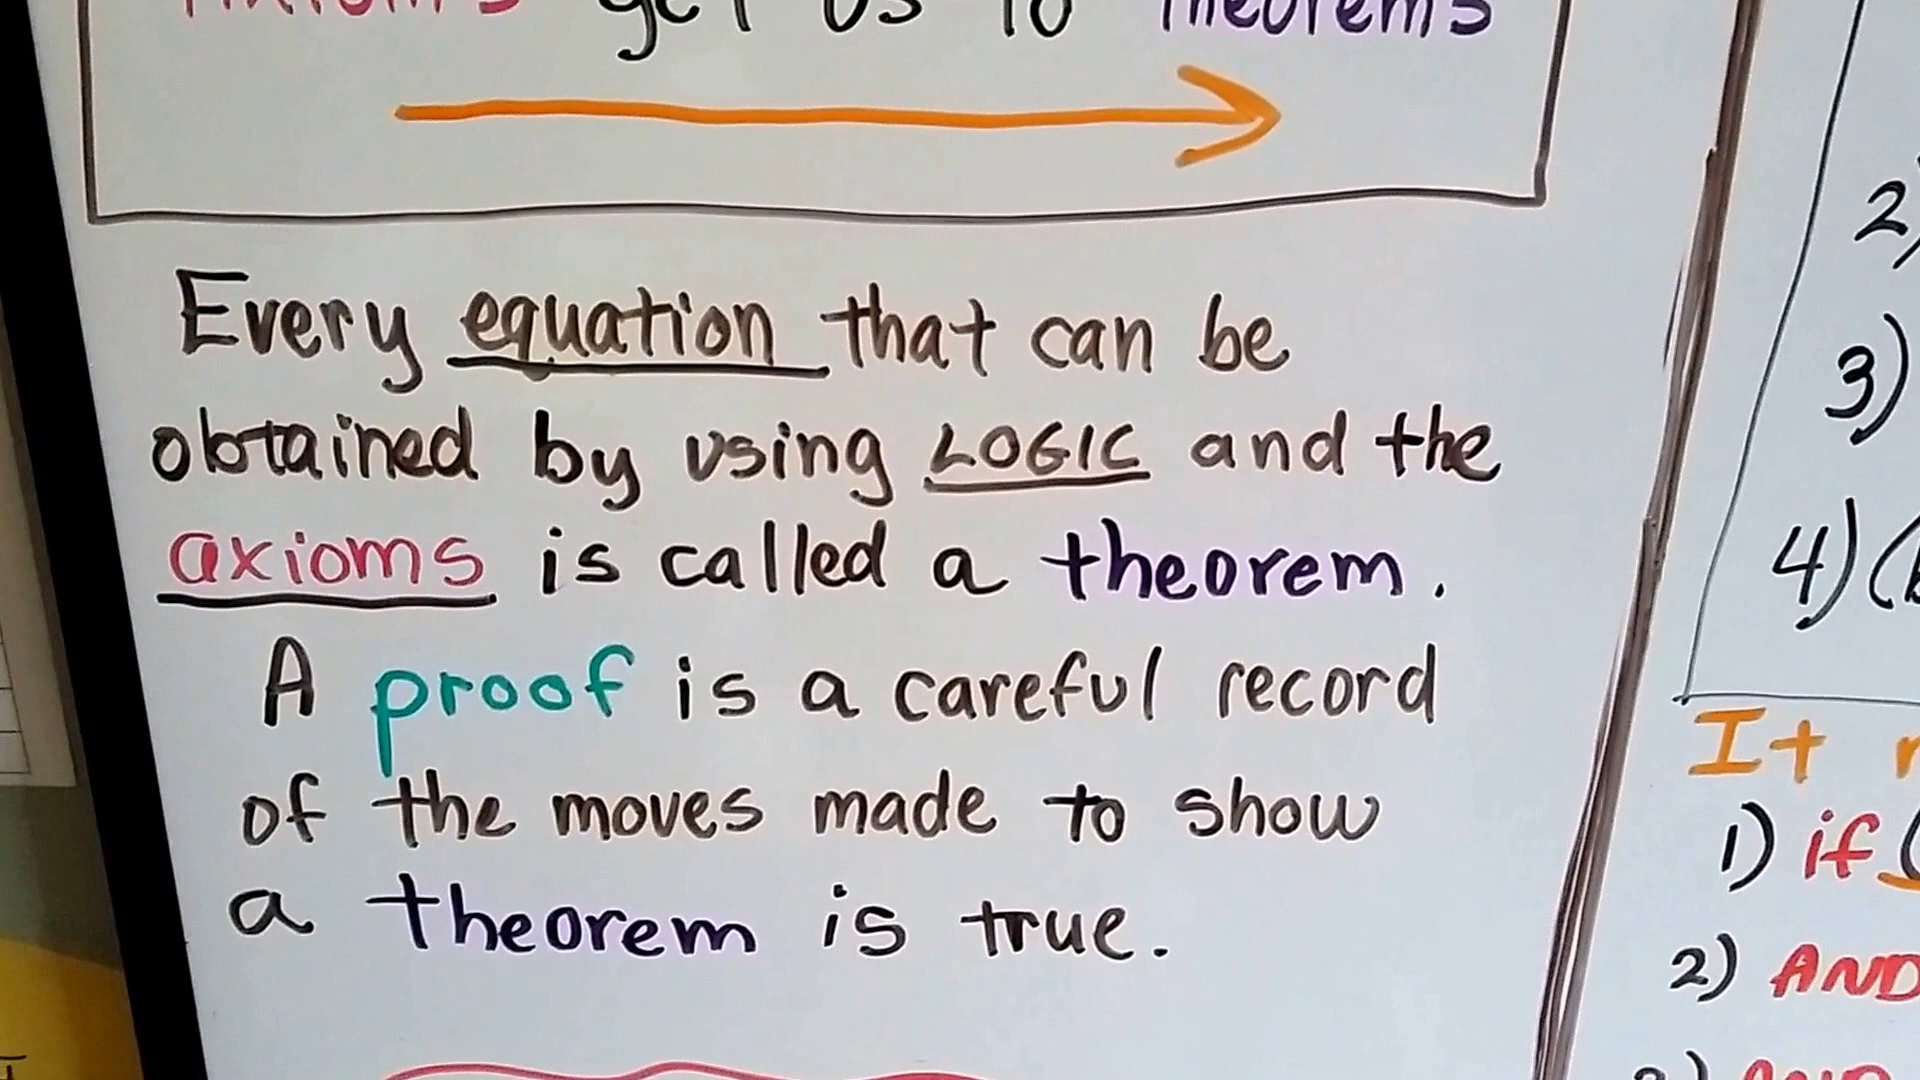 Axioms get us to Theorems
Every equation that can be
obtained by using LOGIC and the
axioms is called a theorem.
A proof is a careful record
of the moves made to show
a theorem is true.
2)
3)
4) (
It
1) if (
2) AND